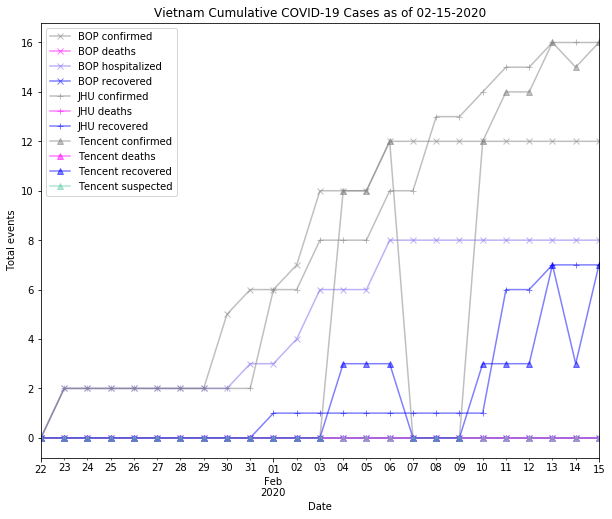 Vietnam Cumulative COVID-19 Cases as of 02-15-2020
BOP confirmed
BOP deaths
BOP hospitalized
BOP recovered
JHU confirmed
JHU deaths
JHU recovered
Tencent confirmed
Tencent deaths
Tencent recovered
Tencent suspected
16
14
12
10
8
6
4
2
0
Total events
22 23 24 25 26 27 28 29 30 31 01 02 03 04 05 06 07 08 09 10 11 12 13 14 15
Feb
2020
Date